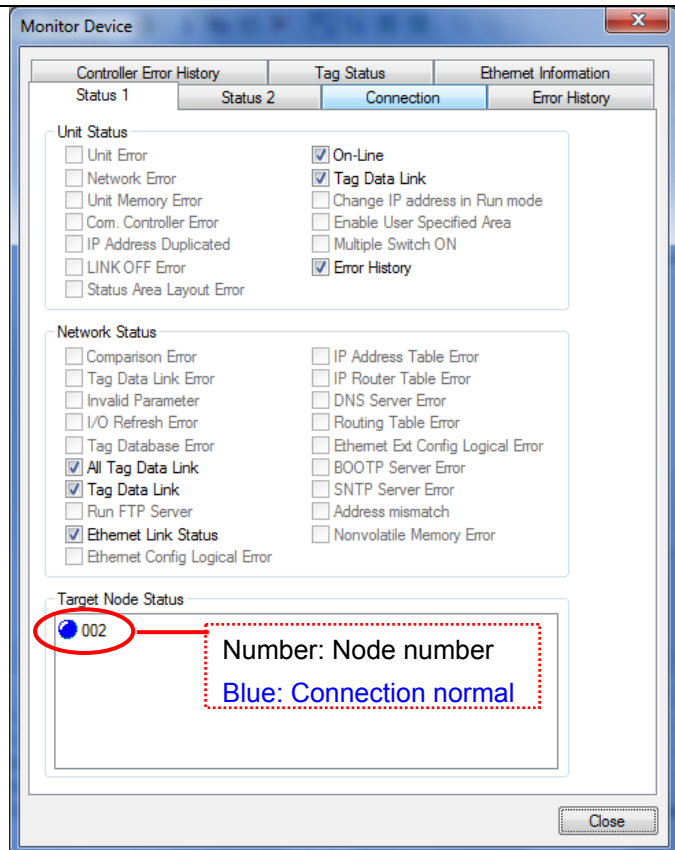 Monitor Device
Controller Error History Tag Status Ethernet Information
Status 1 Status 2 Connection Error History
Unit Status
Unit Error
Network Error
Unit Memory Error
Com. Controller Error
IP Address Duplicated
LINK OFF Error
Status Area Layout Error
On-Line
Tag Data Link
Change IP address in Run mode
Enable User Specified Area
Multiple Switch ON
Error History
Network Status
Comparison Error
Tag Data Link Error
Invalid Parameter
I/O Refresh Error
Tag Database Error
All Tag Data Link
Tag Data Link
Run FTP Server
Ethernet Link Status
Ethernet Config Logical Error
IP Address Table Error
IP Router Table Error
DNS Server Error
Routing Table Error
Ethernet Ext Config Logical Error
BOOTP Server Error
SNTP Server Error
Address mismatch
Nonvolatile Memory Error
Target Node Status
002
Number: Node number
Blue: Connection normal
Close